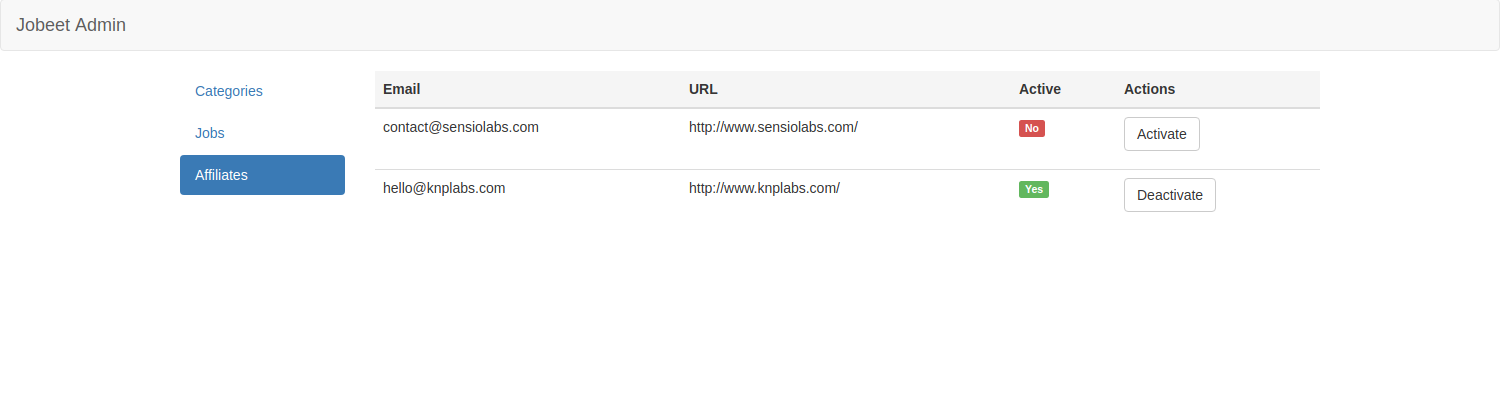 Jobeet Admin
Categories
Jobs
Affiliates
Email URL Active Actions
contact@sensiolabs.com http://www.sensiolabs.com/ No Activate
hello@knplabs.com http://www.knplabs.com/ Yes Deactivate